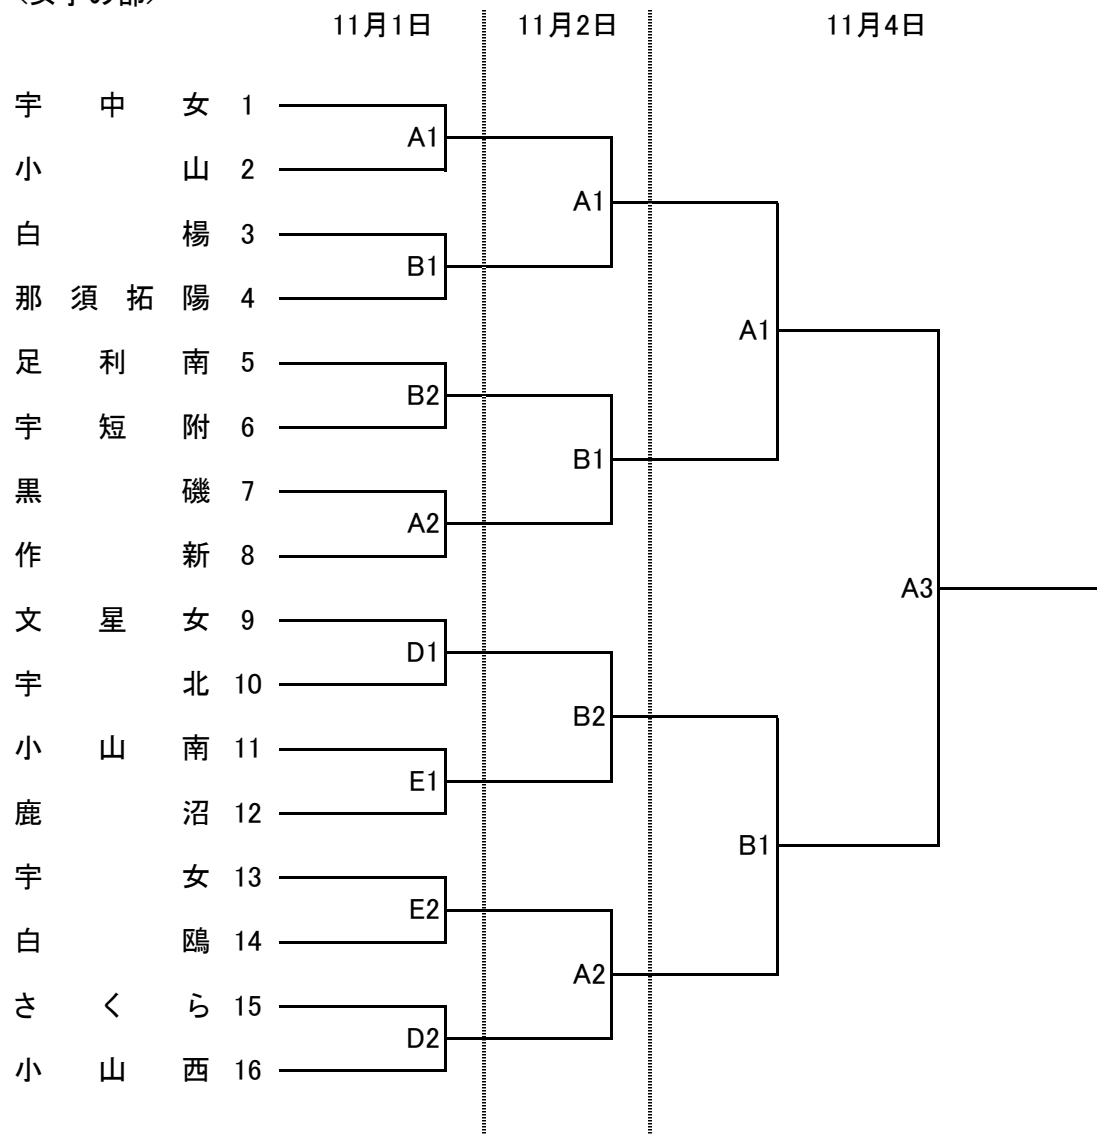 11月1日 11月2日 11月4日
宇中女 1
A1
小山 2
A1
白楊 3
B1
那須拓陽 4
A1
足利南 5
B2
宇短附 6
B1
黒磯 7
A2
作新 8
A3
文星女 9
D1
宇北 10
B2
小山南 11
E1
鹿沼 12
B1
宇女 13
E2
白鴎 14
A2
さくら 15
D2
小山西 16